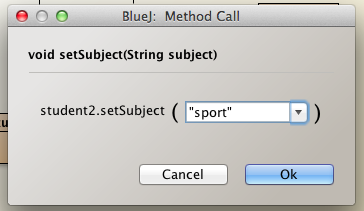 BlueJ: Method Call
void setSubject(String subject)
student2.setSubject ( "sport" )
Cancel Ok